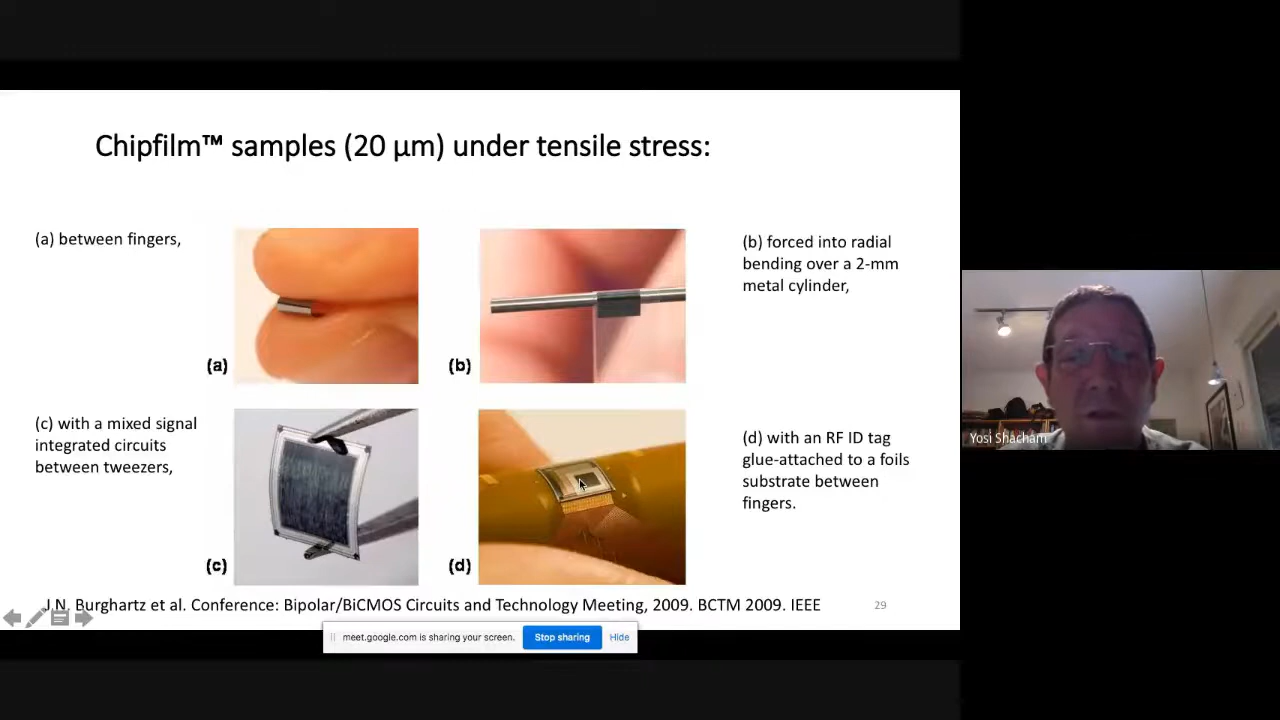 Chipfilm™ samples (20 µm) under tensile stress:
(a) between fingers,
(a)
(b)
(b) forced into radial
bending over a 2-mm
metal cylinder,
(c) with a mixed signal
integrated circuits
between tweezers,
(c)
(d)
(d) with an RF ID tag
glue-attached to a foils
substrate between
fingers.
J.N. Burghartz et al. Conference: Bipolar/BiCMOS Circuits and Technology Meeting, 2009. BCTM 2009. IEEE
29
meet.google.com is sharing your screen.
Stop sharing
Hide
Yosi Shacham